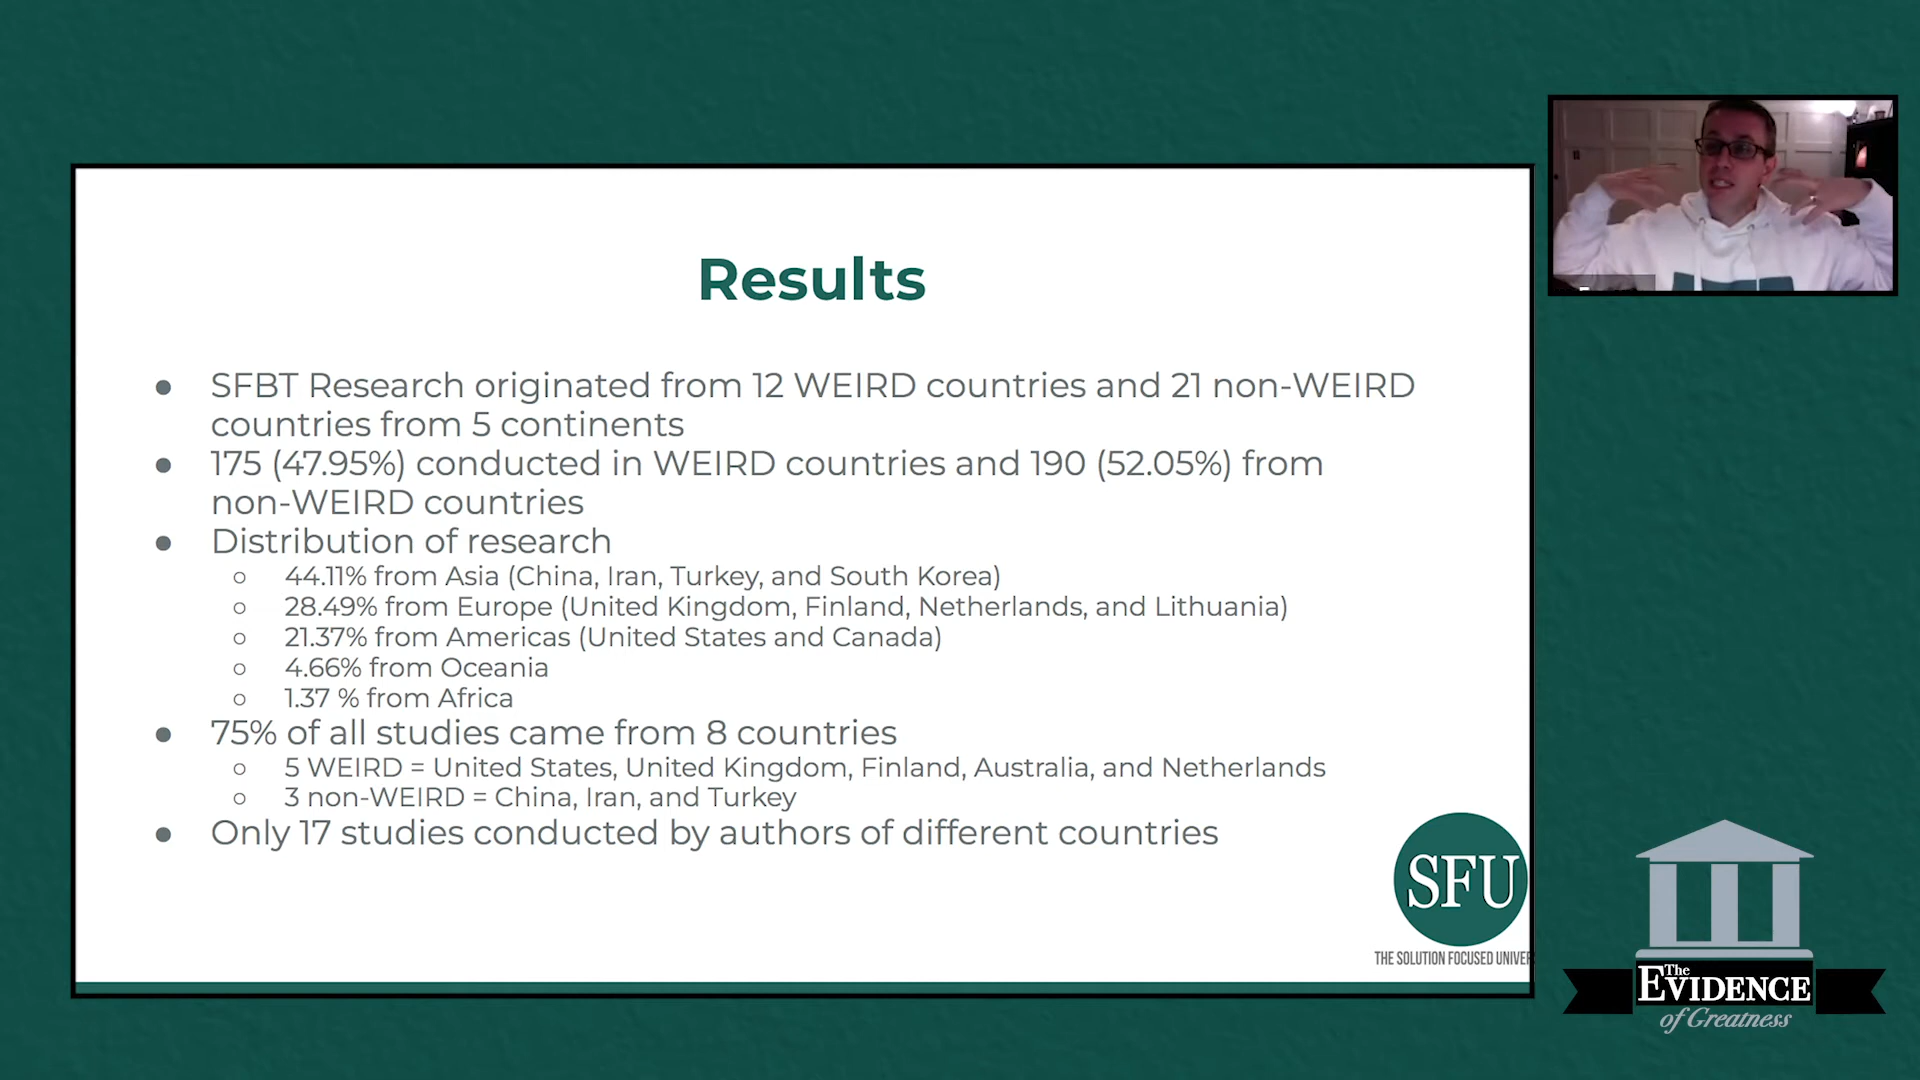 Results
● SFBT Research originated from 12 WEIRD countries and 21 non-WEIRD
countries from 5 continents
● 175 (47.95%) conducted in WEIRD countries and 190 (52.05%) from
non-WEIRD countries
● Distribution of research
○ 44.11% from Asia (China, Iran, Turkey, and South Korea)
○ 28.49% from Europe (United Kingdom, Finland, Netherlands, and Lithuania)
○ 21.37% from Americas (United States and Canada)
○ 4.66% from Oceania
○ 1.37 % from Africa
● 75% of all studies came from 8 countries
○ 5 WEIRD = United States, United Kingdom, Finland, Australia, and Netherlands
○ 3 non-WEIRD = China, Iran, and Turkey
● Only 17 studies conducted by authors of different countries
SFU
THE SOLUTION FOCUSED
The
EVIDENCE
of Greatness